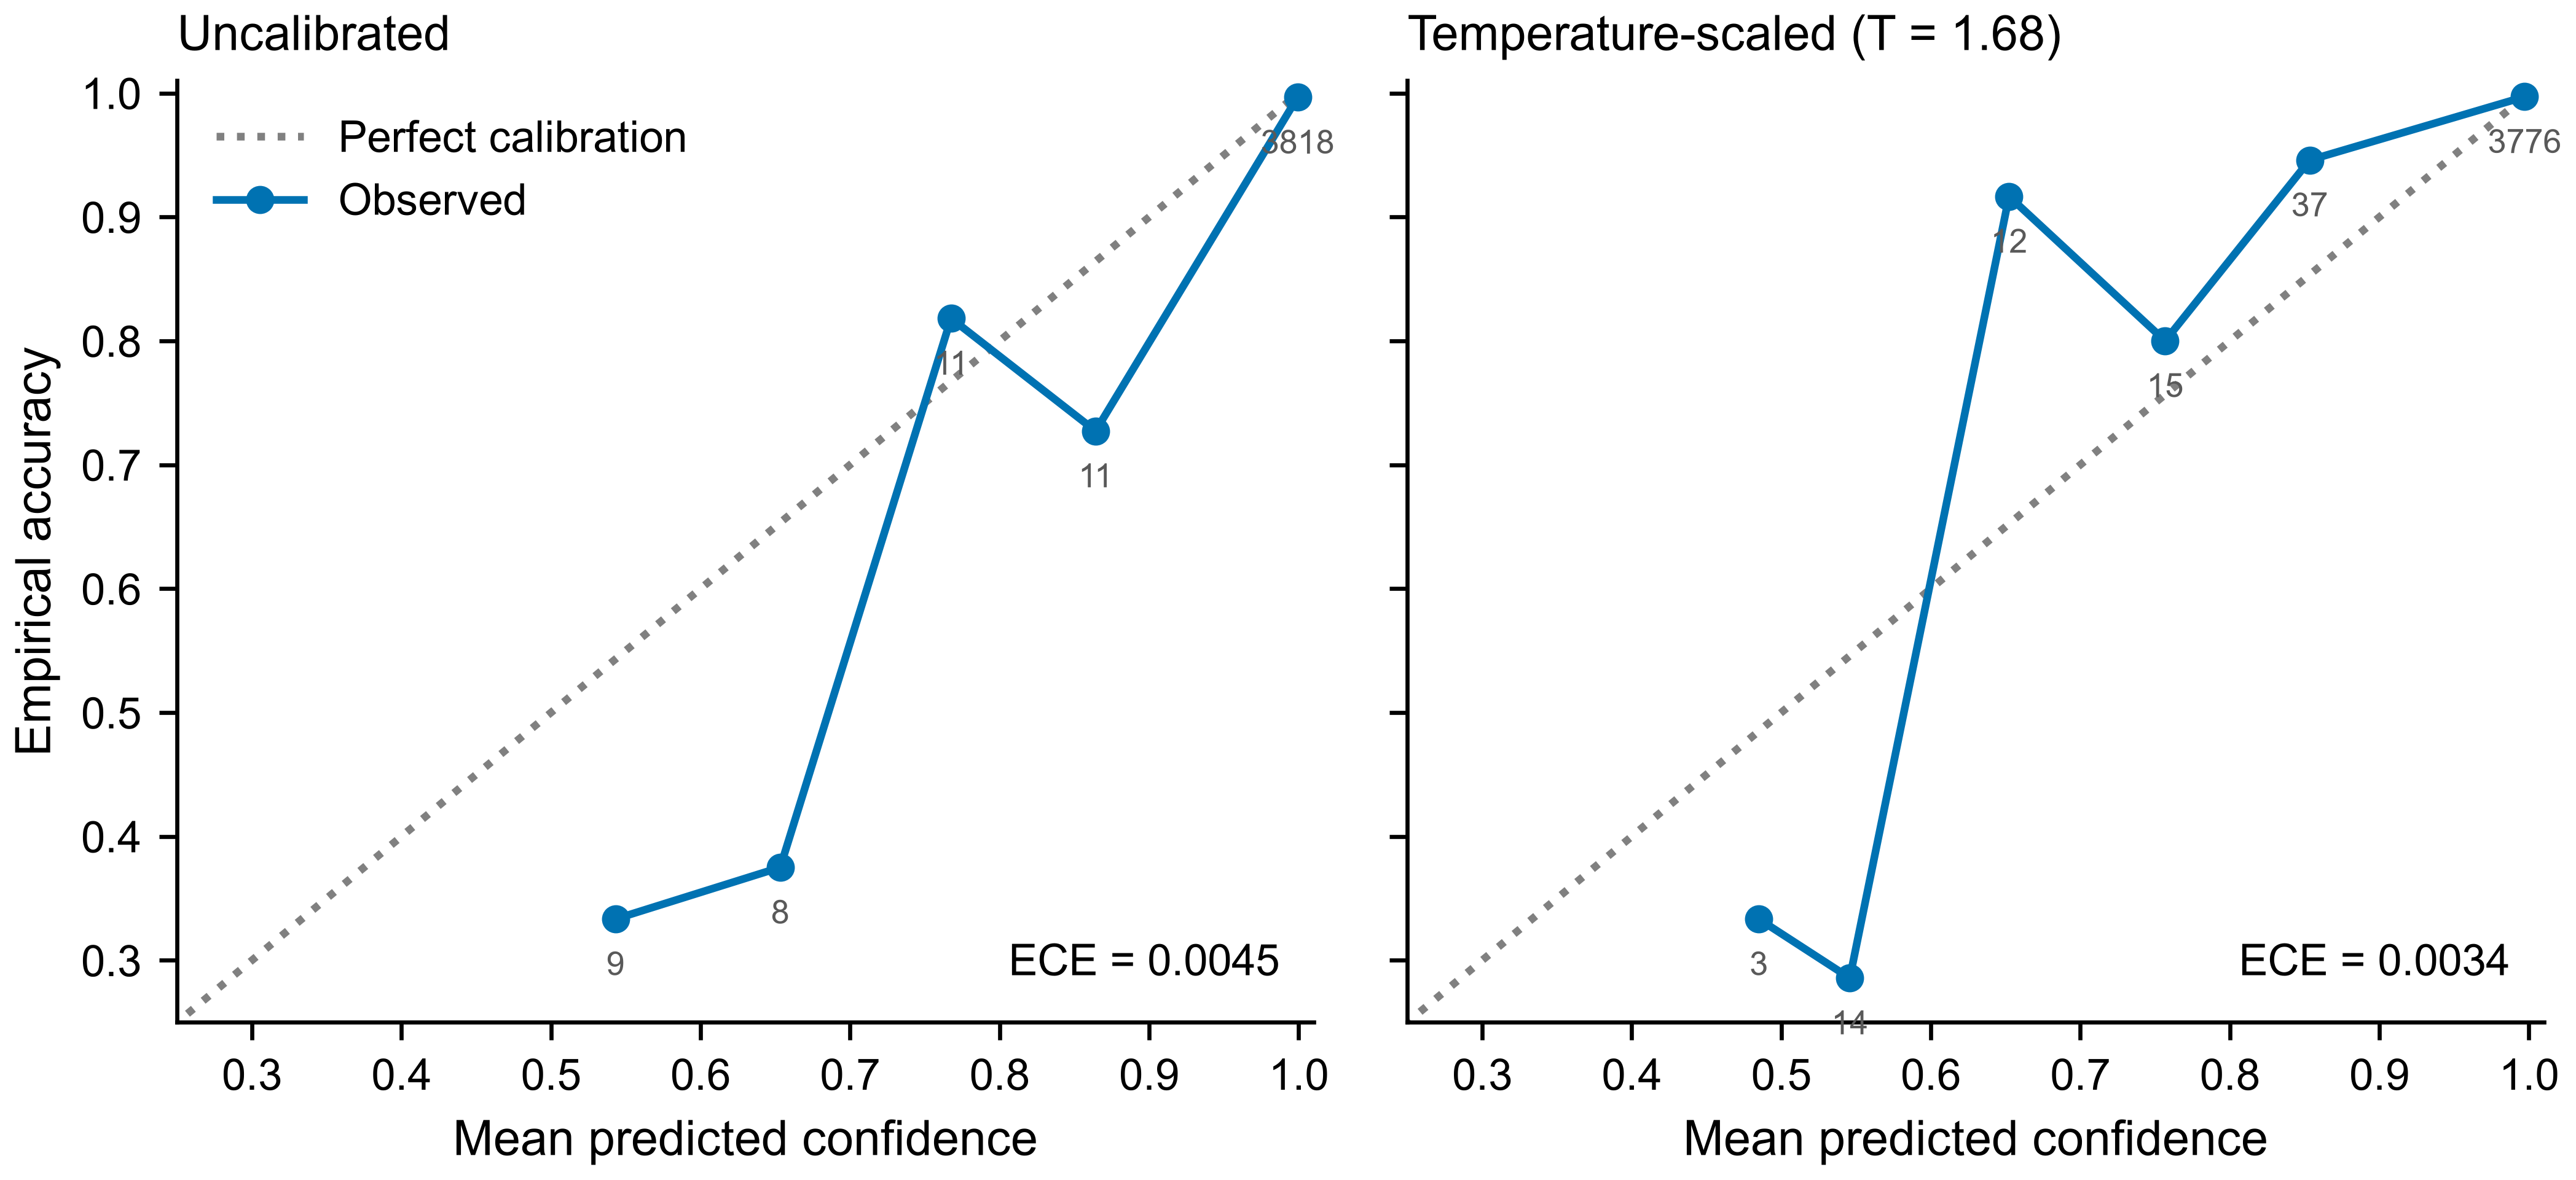 Uncalibrated
1.0
0.9
0.8
0.7
0.6
0.5
0.4
0.3
Empirical accuracy
Perfect calibration
Observed
3818
11
11
8
9
ECE = 0.0045
0.3 0.4 0.5 0.6 0.7 0.8 0.9 1.0
Mean predicted confidence
Temperature-scaled (T = 1.68)
3776
37
12
15
3
14
ECE = 0.0034
0.3 0.4 0.5 0.6 0.7 0.8 0.9 1.0
Mean predicted confidence